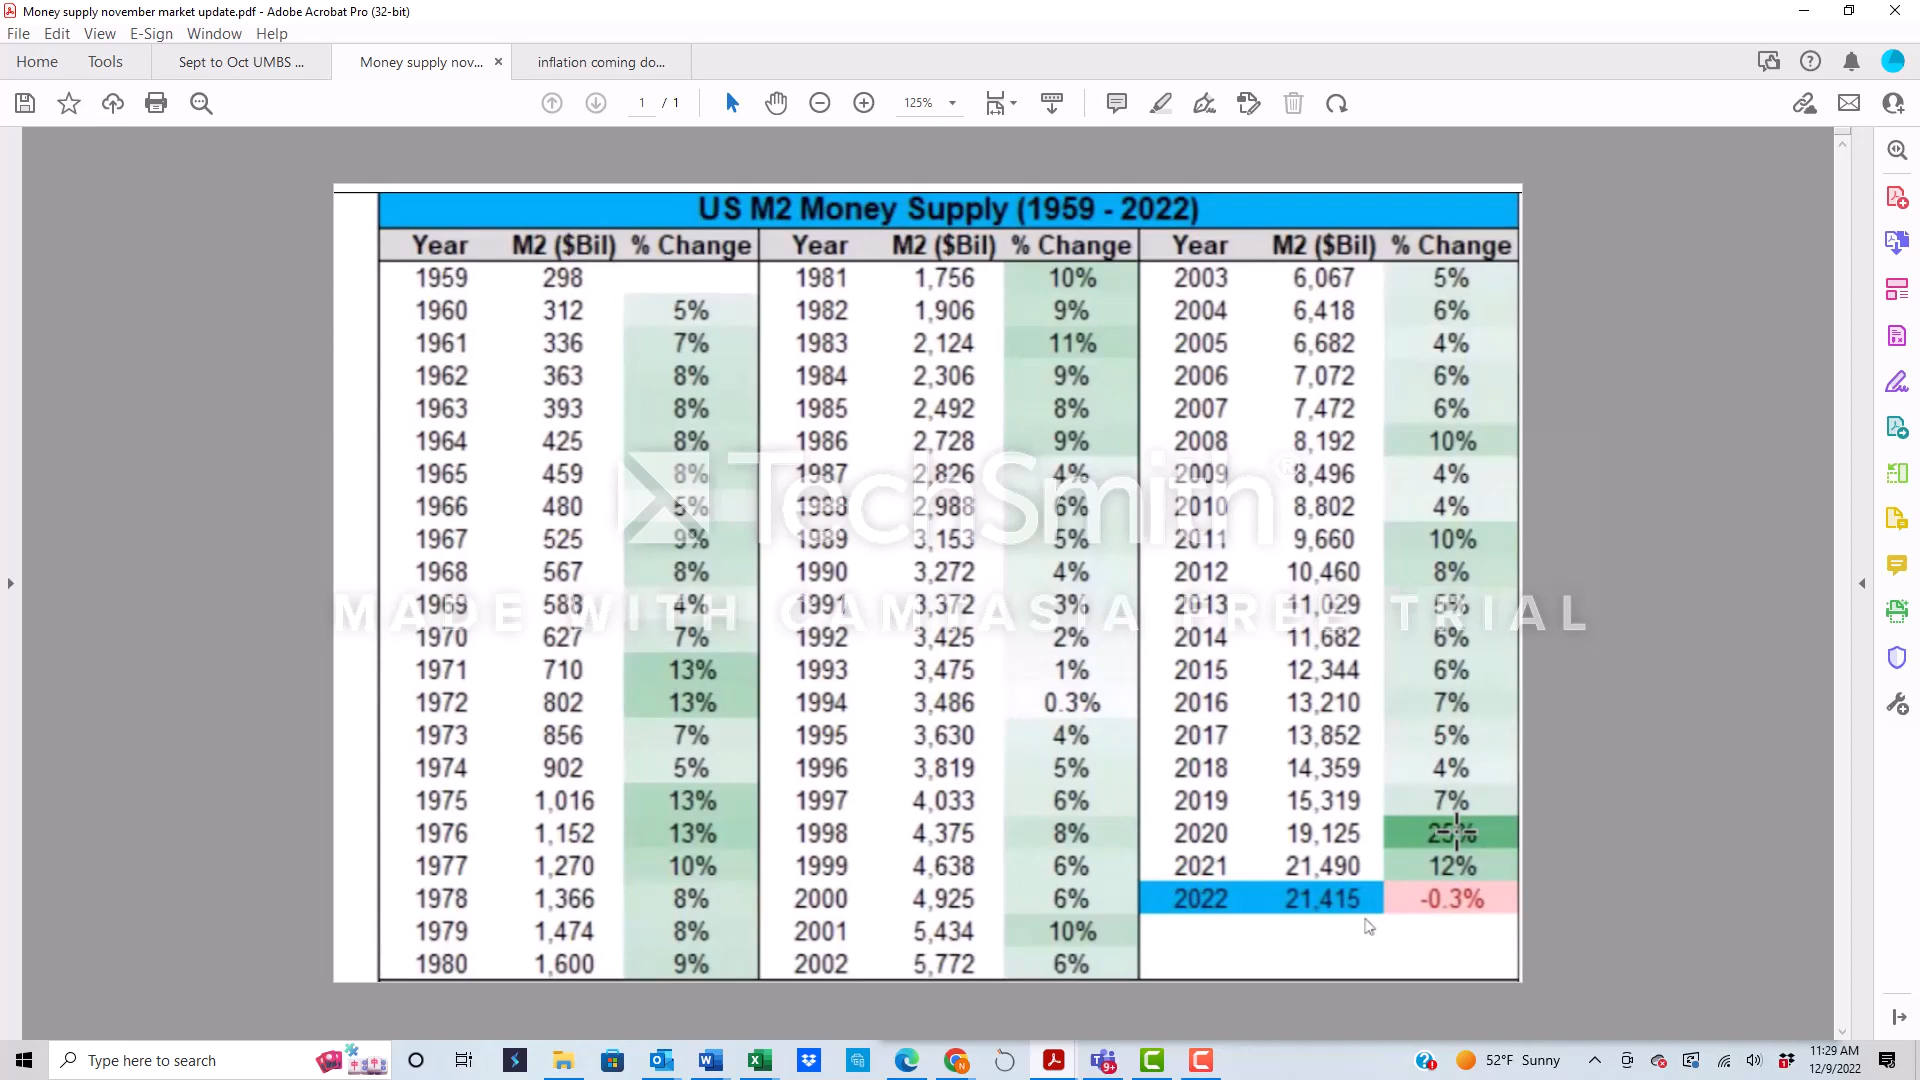 Money supply november market update.pdf - Adobe Acrobat Pro (32-bit)
File Edit View E-Sign Window Help
Home Tools Sept to Oct UMBS ... Money supply nov... × inflation coming do...
1 / 1 125%
US M2 Money Supply (1959 - 2022)
Year M2 ($Bil) % Change Year M2 ($Bil) % Change Year M2 ($Bil) % Change
1959 298 1981 1,756 10% 2003 6,067 5%
1960 312 5% 1982 1,906 9% 2004 6,418 6%
1961 336 7% 1983 2,124 11% 2005 6,682 4%
1962 363 8% 1984 2,306 9% 2006 7,072 6%
1963 393 8% 1985 2,492 8% 2007 7,472 6%
1964 425 8% 1986 2,728 9% 2008 8,192 10%
1965 459 8% 1987 2,826 4% 2009 8,496 4%
1966 480 5% 1988 2,988 6% 2010 8,802 4%
TechSmith®
1967 525 9% 1989 3,153 5% 2011 9,660 10%
1968 567 8% 1990 3,272 4% 2012 10,460 8%
1969 588 4% 1991 3,372 3% 2013 11,029 5%
MADE WITH CAMTASIA FREE TRIAL
1970 627 7% 1992 3,425 2% 2014 11,682 6%
1971 710 13% 1993 3,475 1% 2015 12,344 6%
1972 802 13% 1994 3,486 0.3% 2016 13,210 7%
1973 856 7% 1995 3,630 4% 2017 13,852 5%
1974 902 5% 1996 3,819 5% 2018 14,359 4%
1975 1,016 13% 1997 4,033 6% 2019 15,319 7%
1976 1,152 13% 1998 4,375 8% 2020 19,125 25%
1977 1,270 10% 1999 4,638 6% 2021 21,490 12%
1978 1,366 8% 2000 4,925 6% 2022 21,415 -0.3%
1979 1,474 8% 2001 5,434 10%
1980 1,600 9% 2002 5,772 6%
Type here to search 52°F Sunny 11:29 AM
12/9/2022